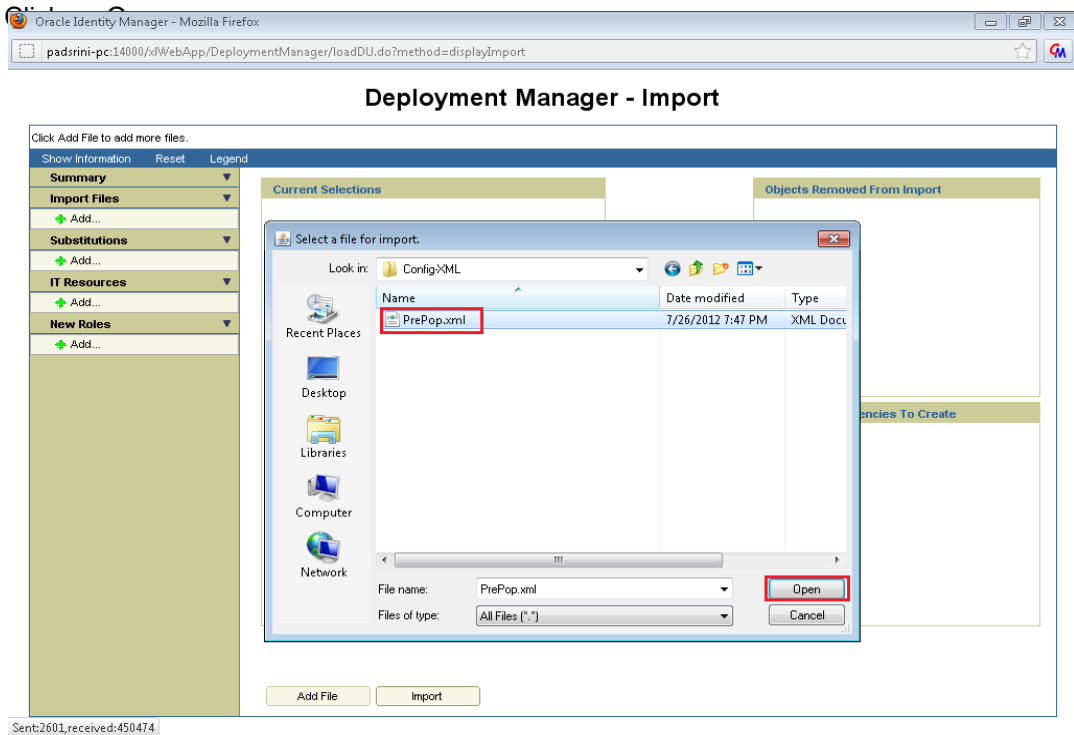 Oracle Identity Manager - Mozilla Firefox
padsrini-pc:14000/xlWebApp/DeploymentManager/loadDU.do?method=displayImport
Deployment Manager - Import
Click Add File to add more files.
Show Information Reset Legend
Summary
Import Files
Add...
Substitutions
Add...
IT Resources
Add...
New Roles
Add...
Current Selections
Objects Removed From Import
encies To Create
Select a file for import.
Look in: Config-XML
Name Date modified Type
PrePop.xml 7/26/2012 7:47 PM XML Docu
Recent Places
Desktop
Libraries
Computer
Network
File name: PrePop.xml Open
Files of type: All Files (*.*) Cancel
Add File Import
Sent:2601,received:450474